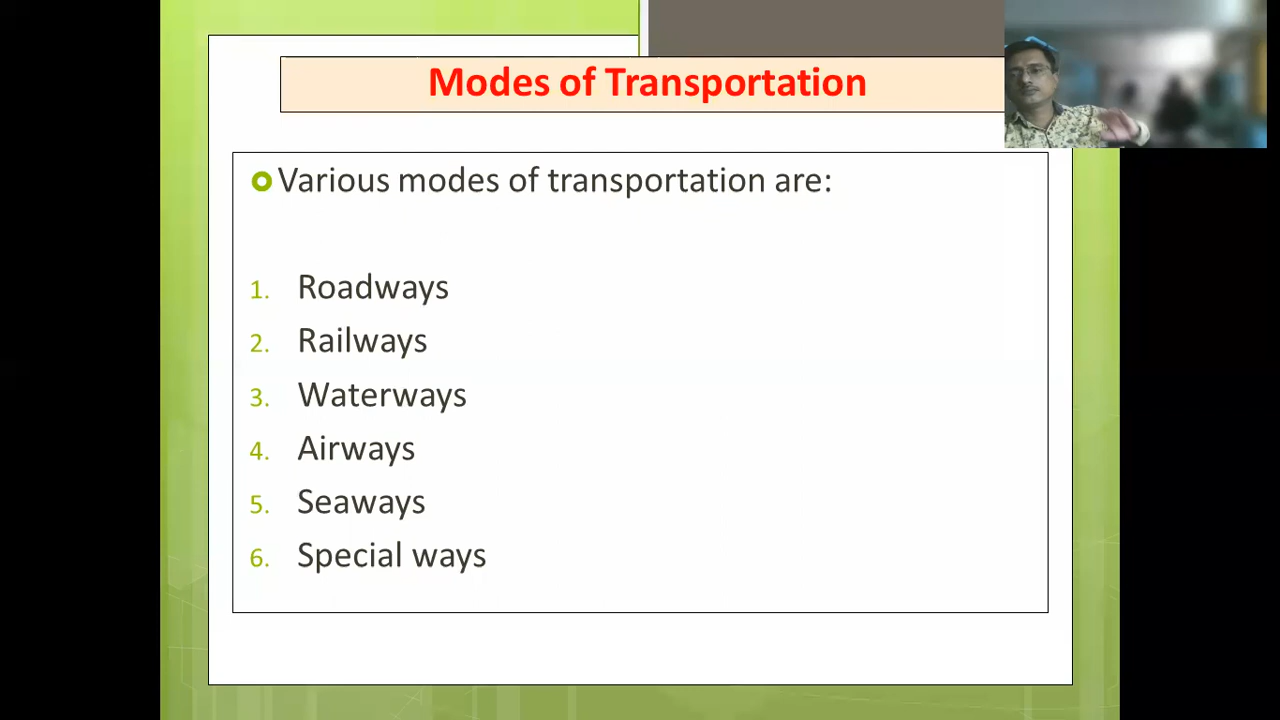 Modes of Transportation
Various modes of transportation are:
1. Roadways
2. Railways
3. Waterways
4. Airways
5. Seaways
6. Special ways